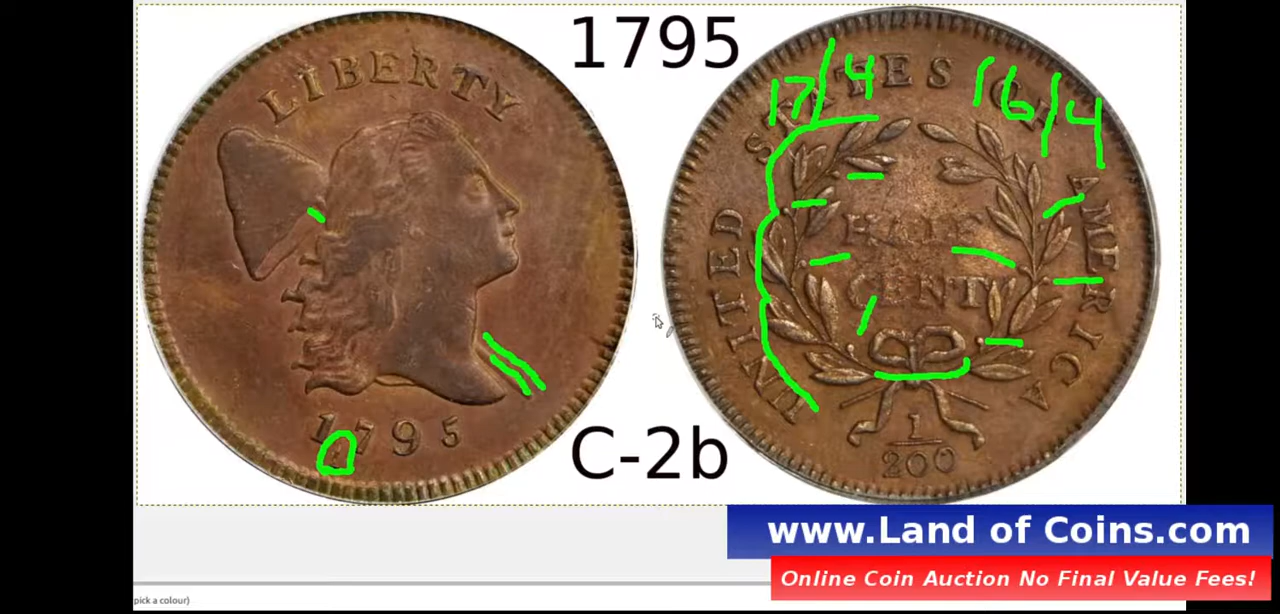 1795
LIBERTY
1795
C-2b
UNITED STATES OF AMERICA
17/4
16/4
HALF
CENT
1
200
www.Land of Coins.com
Online Coin Auction No Final Value Fees!
pick a colour)